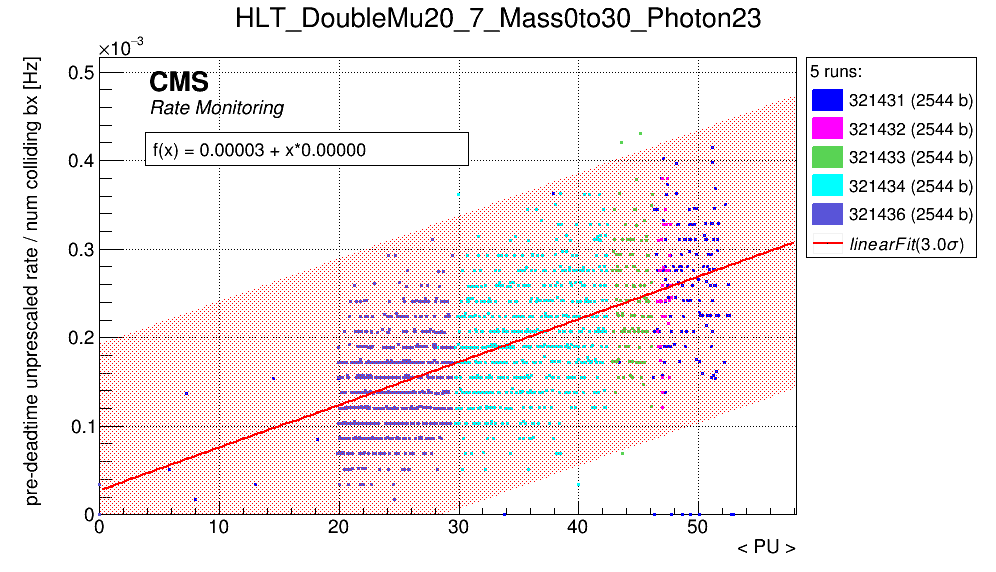 HLT_DoubleMu20_7_Mass0to30_Photon23
×10⁻³
pre-deadtime unprescaled rate / num colliding bx [Hz]
0.5
0.4
0.3
0.2
0.1
0
CMS
Rate Monitoring
f(x) = 0.00003 + x*0.00000
0 10 20 30 40 50
< PU >
5 runs:
321431 (2544 b)
321432 (2544 b)
321433 (2544 b)
321434 (2544 b)
321436 (2544 b)
linearFit(3.0σ)